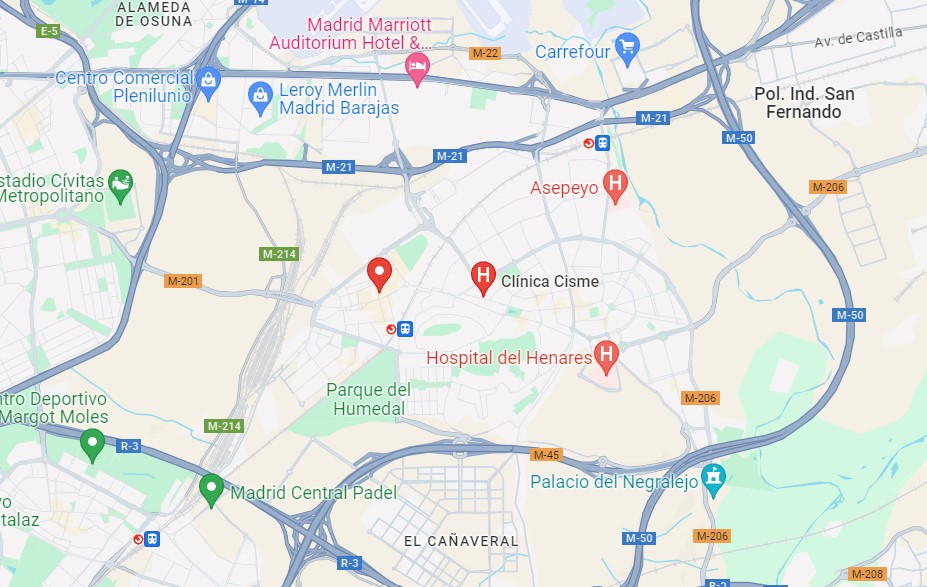 ALAMEDA
DE OSUNA
M-14
E-5
Madrid Marriott
Auditorium Hotel &...
M-22
Carrefour
Av. de Castilla
Centro Comercial
Plenilunio
Leroy Merlin
Madrid Barajas
Pol. Ind. San
Fernando
M-21
M-21
M-21
M-50
stadio Cívitas
Metropolitano
Asepeyo
H
M-206
M-214
M-201
H
Clínica Cisme
M-50
Hospital del Henares
H
Parque del
Humedal
M-206
ntro Deportivo
Margot Moles
M-214
R-3
M-45
Palacio del Negralejo
Madrid Central Padel
vo
talaz
EL CAÑAVERAL
M-50
M-206
R-3
M-208
R-2